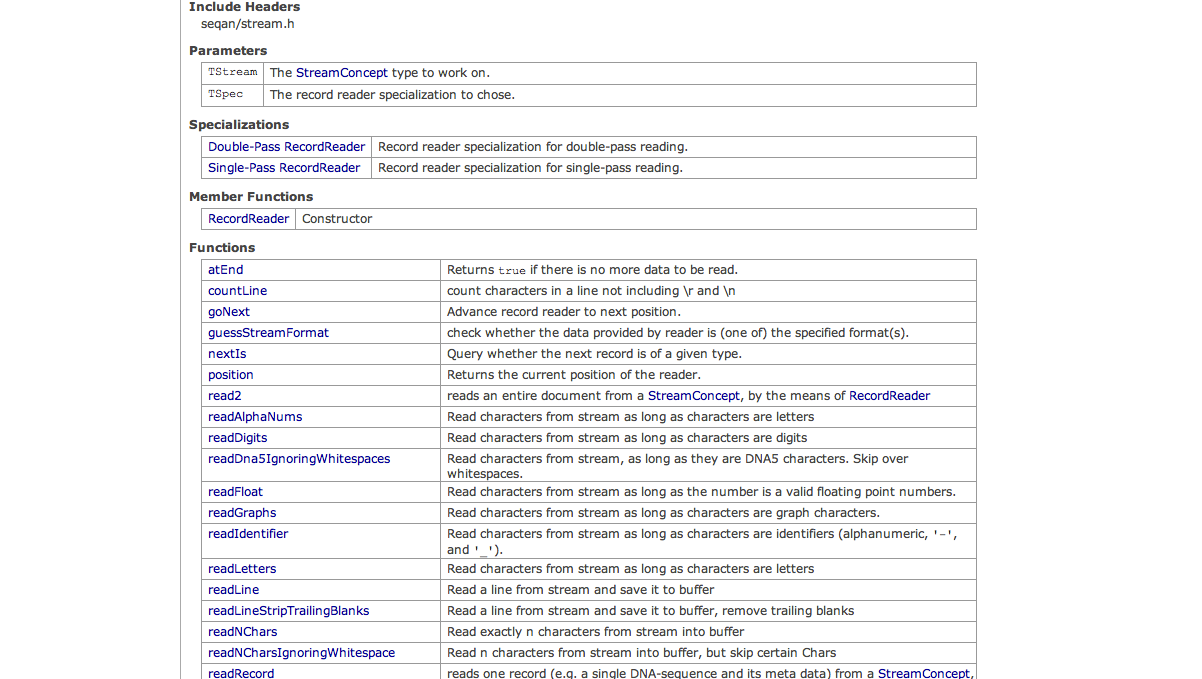 Include Headers
seqan/stream.h
Parameters
TStream The StreamConcept type to work on.
TSpec The record reader specialization to chose.
Specializations
Double-Pass RecordReader Record reader specialization for double-pass reading.
Single-Pass RecordReader Record reader specialization for single-pass reading.
Member Functions
RecordReader Constructor
Functions
atEnd Returns true if there is no more data to be read.
countLine count characters in a line not including \r and \n
goNext Advance record reader to next position.
guessStreamFormat check whether the data provided by reader is (one of) the specified format(s).
nextIs Query whether the next record is of a given type.
position Returns the current position of the reader.
read2 reads an entire document from a StreamConcept, by the means of RecordReader
readAlphaNums Read characters from stream as long as characters are letters
readDigits Read characters from stream as long as characters are digits
readDna5IgnoringWhitespaces Read characters from stream, as long as they are DNA5 characters. Skip over
whitespaces.
readFloat Read characters from stream as long as the number is a valid floating point numbers.
readGraphs Read characters from stream as long as characters are graph characters.
readIdentifier Read characters from stream as long as characters are identifiers (alphanumeric, '-',
and '_').
readLetters Read characters from stream as long as characters are letters
readLine Read a line from stream and save it to buffer
readLineStripTrailingBlanks Read a line from stream and save it to buffer, remove trailing blanks
readNChars Read exactly n characters from stream into buffer
readNCharsIgnoringWhitespace Read n characters from stream into buffer, but skip certain Chars
readRecord reads one record (e.g. a single DNA-sequence and its meta data) from a StreamConcept,